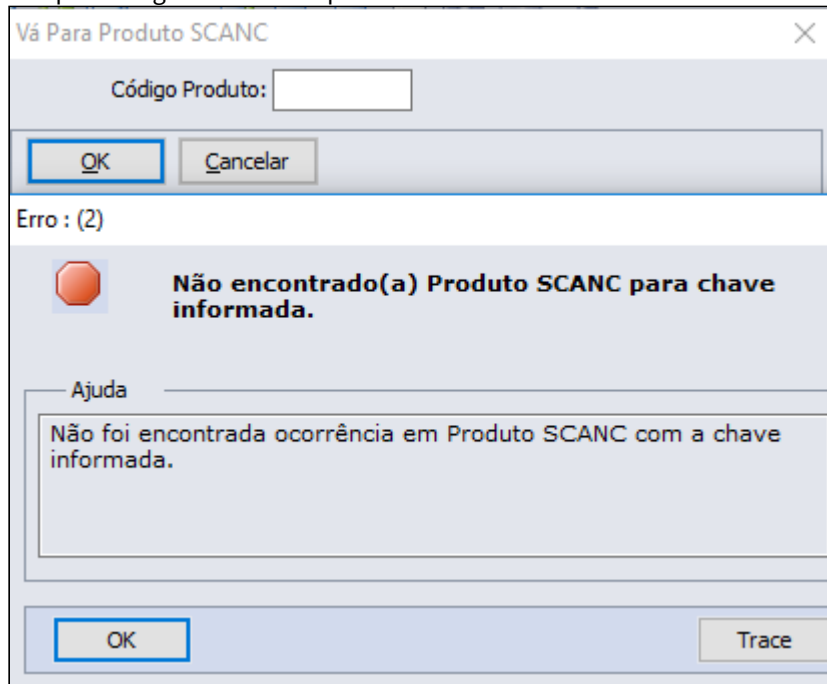 Vá Para Produto SCANC
Código Produto:
OK
Cancelar
Erro : (2)
Não encontrado(a) Produto SCANC para chave
informada.
Ajuda
Não foi encontrada ocorrência em Produto SCANC com a chave
informada.
OK
Trace